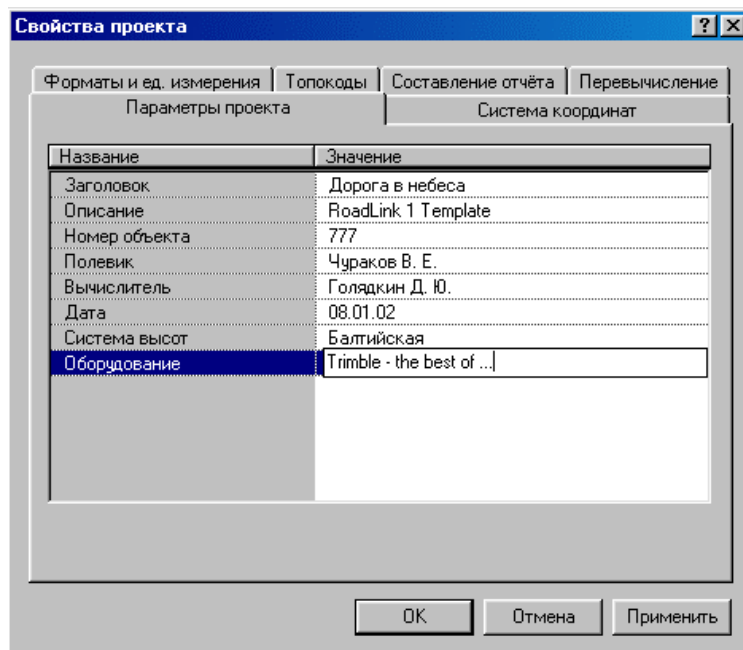 Свойства проекта
Форматы и ед. измерения Топокоды Составление отчёта Перевычисление
Параметры проекта Система координат
Название Значение
Заголовок Дорога в небеса
Описание RoadLink 1 Template
Номер объекта 777
Полевик Чураков В. Е.
Вычислитель Голядкин Д. Ю.
Дата 08.01.02
Система высот Балтийская
Оборудование Trimble - the best of ...
OK Отмена Применить